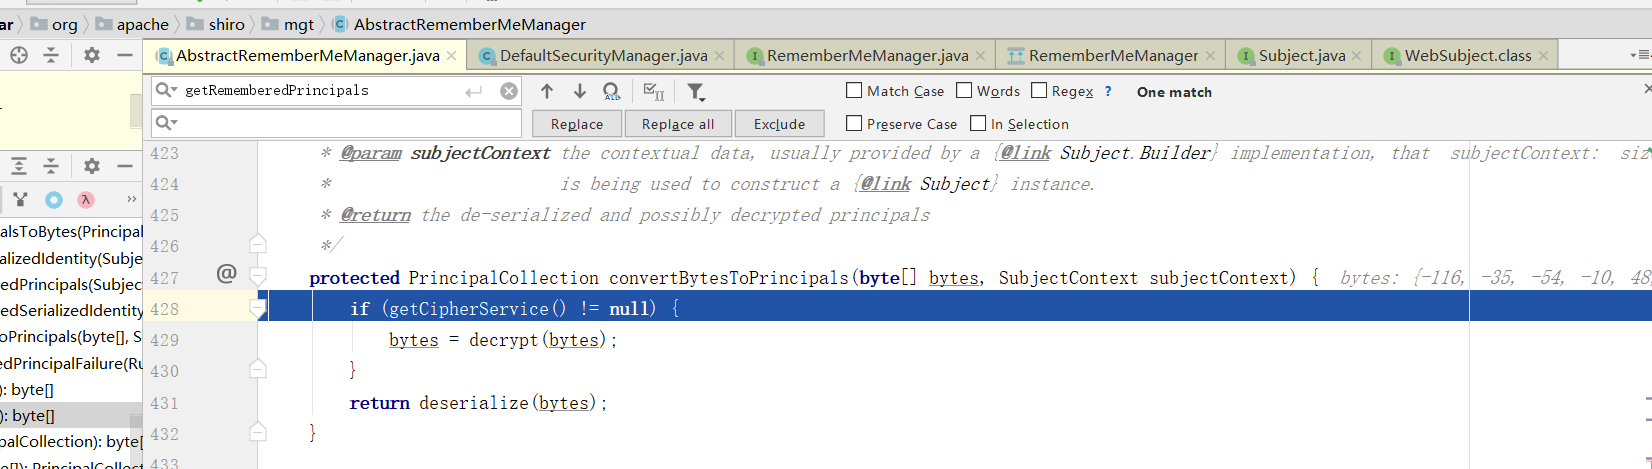 ar org apache shiro mgt AbstractRememberMeManager
AbstractRememberMeManager.java DefaultSecurityManager.java RememberMeManager.java RememberMeManager Subject.java WebSubject.class
getRememberedPrincipals Match Case Words Regex ? One match
Replace Replace all Exclude Preserve Case In Selection
423 * @param subjectContext the contextual data, usually provided by a {@link Subject.Builder} implementation, that subjectContext: siz
424 * is being used to construct a {@link Subject} instance.
425 * @return the de-serialized and possibly decrypted principals
426 */
427 @ protected PrincipalCollection convertBytesToPrincipals(byte[] bytes, SubjectContext subjectContext) { bytes: {-116, -35, -54, -10, 48,
428 if (getCipherService() != null) {
429 bytes = decrypt(bytes);
430 }
431 return deserialize(bytes);
432 }
433
λ >>
alsToBytes(Principal
alizedIdentity(Subje
edPrincipals(Subjec
edSerializedIdentity
oPrincipals(byte[], S
edPrincipalFailure(Ru
): byte[]
): byte[]
palCollection): byte[
e[]): PrincipalCollect